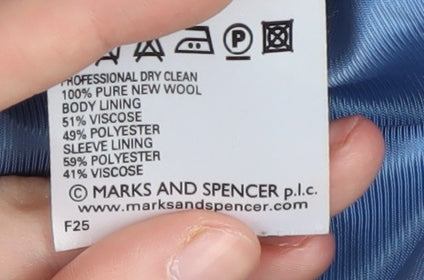 P
PROFESSIONAL DRY CLEAN
100% PURE NEW WOOL
BODY LINING
51% VISCOSE
49% POLYESTER
SLEEVE LINING
59% POLYESTER
41% VISCOSE
© MARKS AND SPENCER p.l.c.
www.marksandspencer.com
F25